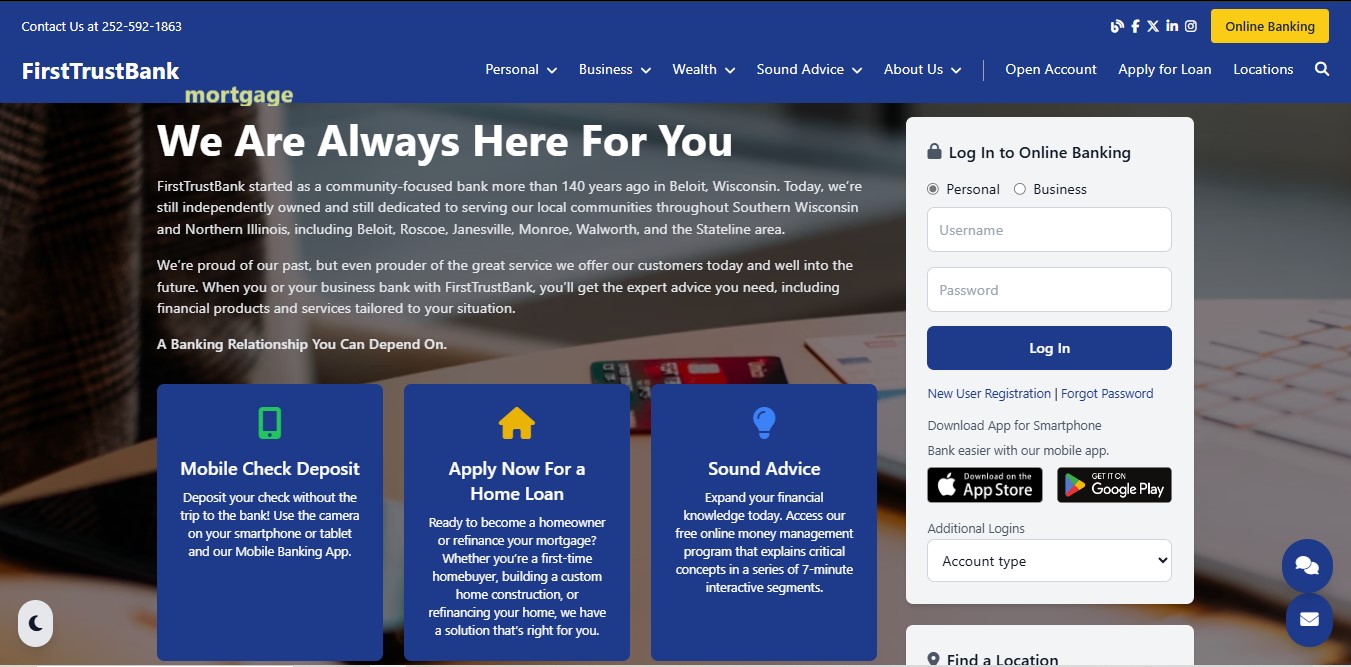 Contact Us at 252-592-1863
Online Banking
FirstTrustBank
mortgage
Personal Business Wealth Sound Advice About Us Open Account Apply for Loan Locations
We Are Always Here For You
FirstTrustBank started as a community-focused bank more than 140 years ago in Beloit, Wisconsin. Today, we're
still independently owned and still dedicated to serving our local communities throughout Southern Wisconsin
and Northern Illinois, including Beloit, Roscoe, Janesville, Monroe, Walworth, and the Stateline area.
We're proud of our past, but even prouder of the great service we offer our customers today and well into the
future. When you or your business bank with FirstTrustBank, you'll get the expert advice you need, including
financial products and services tailored to your situation.
A Banking Relationship You Can Depend On.
Mobile Check Deposit
Deposit your check without the
trip to the bank! Use the camera
on your smartphone or tablet
and our Mobile Banking App.
Apply Now For a
Home Loan
Ready to become a homeowner
or refinance your mortgage?
Whether you're a first-time
homebuyer, building a custom
home construction, or
refinancing your home, we have
a solution that's right for you.
Sound Advice
Expand your financial
knowledge today. Access our
free online money management
program that explains critical
concepts in a series of 7-minute
interactive segments.
Log In to Online Banking
Personal Business
Username
Password
Log In
New User Registration | Forgot Password
Download App for Smartphone
Bank easier with our mobile app.
Download on the
App Store
GET IT ON
Google Play
Additional Logins
Account type
Find a Location